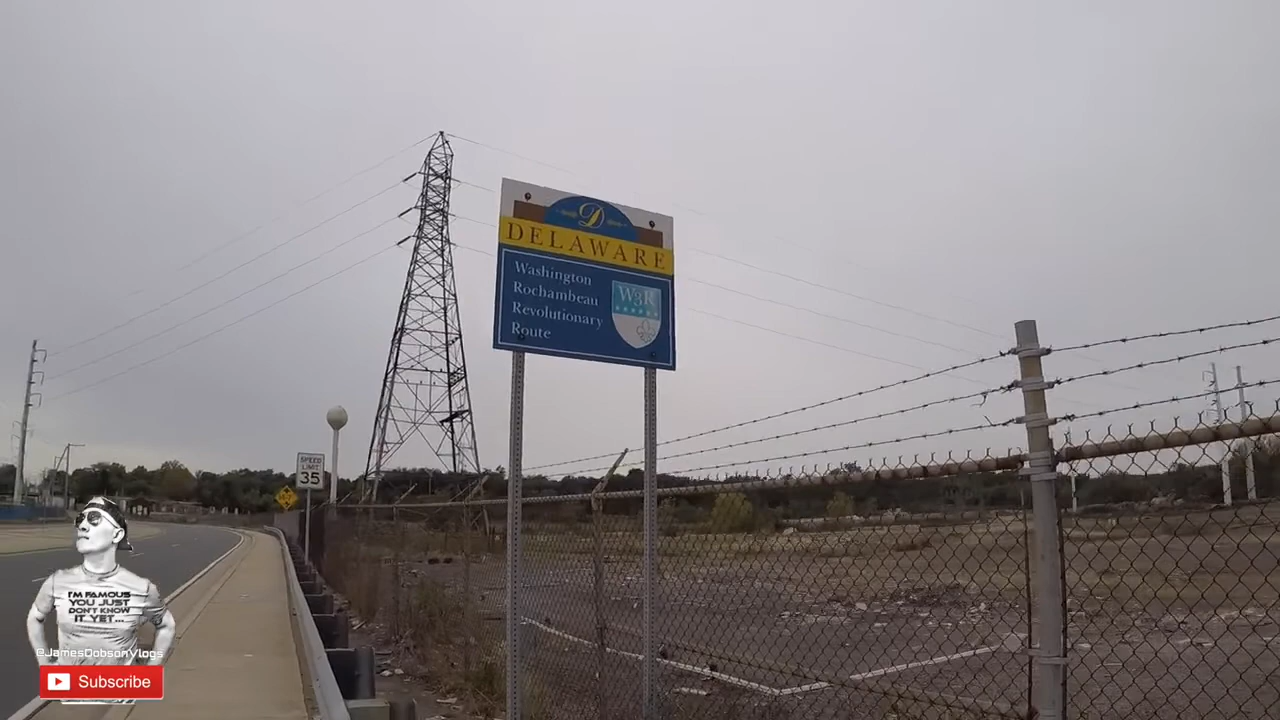 D
DELAWARE
Washington
Rochambeau
Revolutionary
Route
W3R
SPEED
LIMIT
35
I'M FAMOUS
YOU JUST
DON'T KNOW
IT YET...
@JamesDobsonVlogs
Subscribe